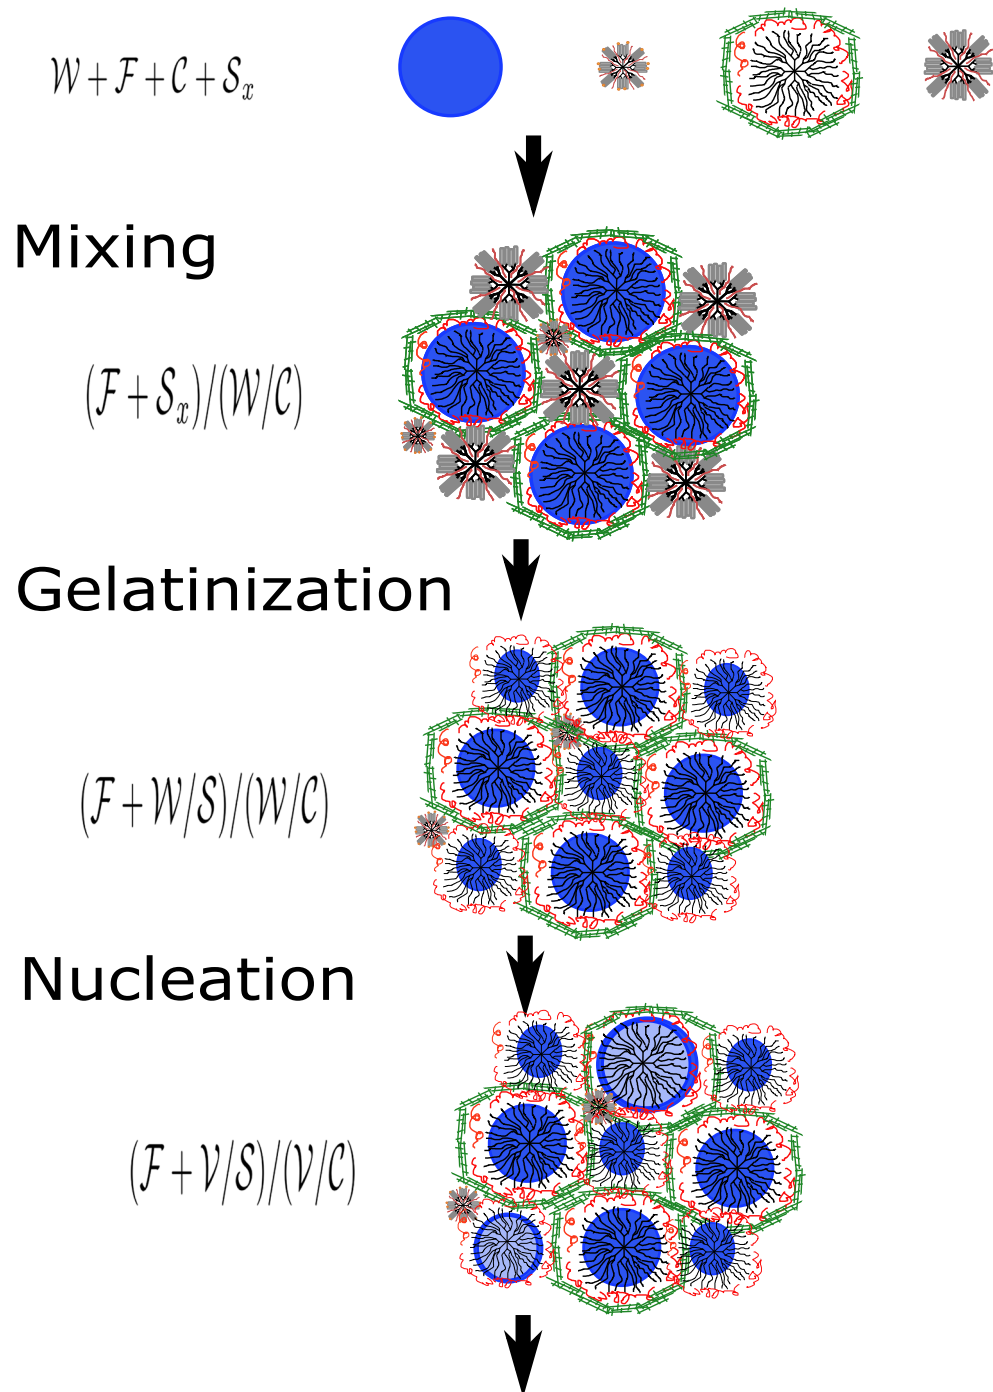 𝒲 + ℱ + 𝒞 + 𝒮ₓ
Mixing
(ℱ + 𝒮ₓ)/(𝒲/𝒞)
Gelatinization
(ℱ + 𝒲/𝒮)/(𝒲/𝒞)
Nucleation
(ℱ + 𝒱/𝒮)/(𝒱/𝒞)